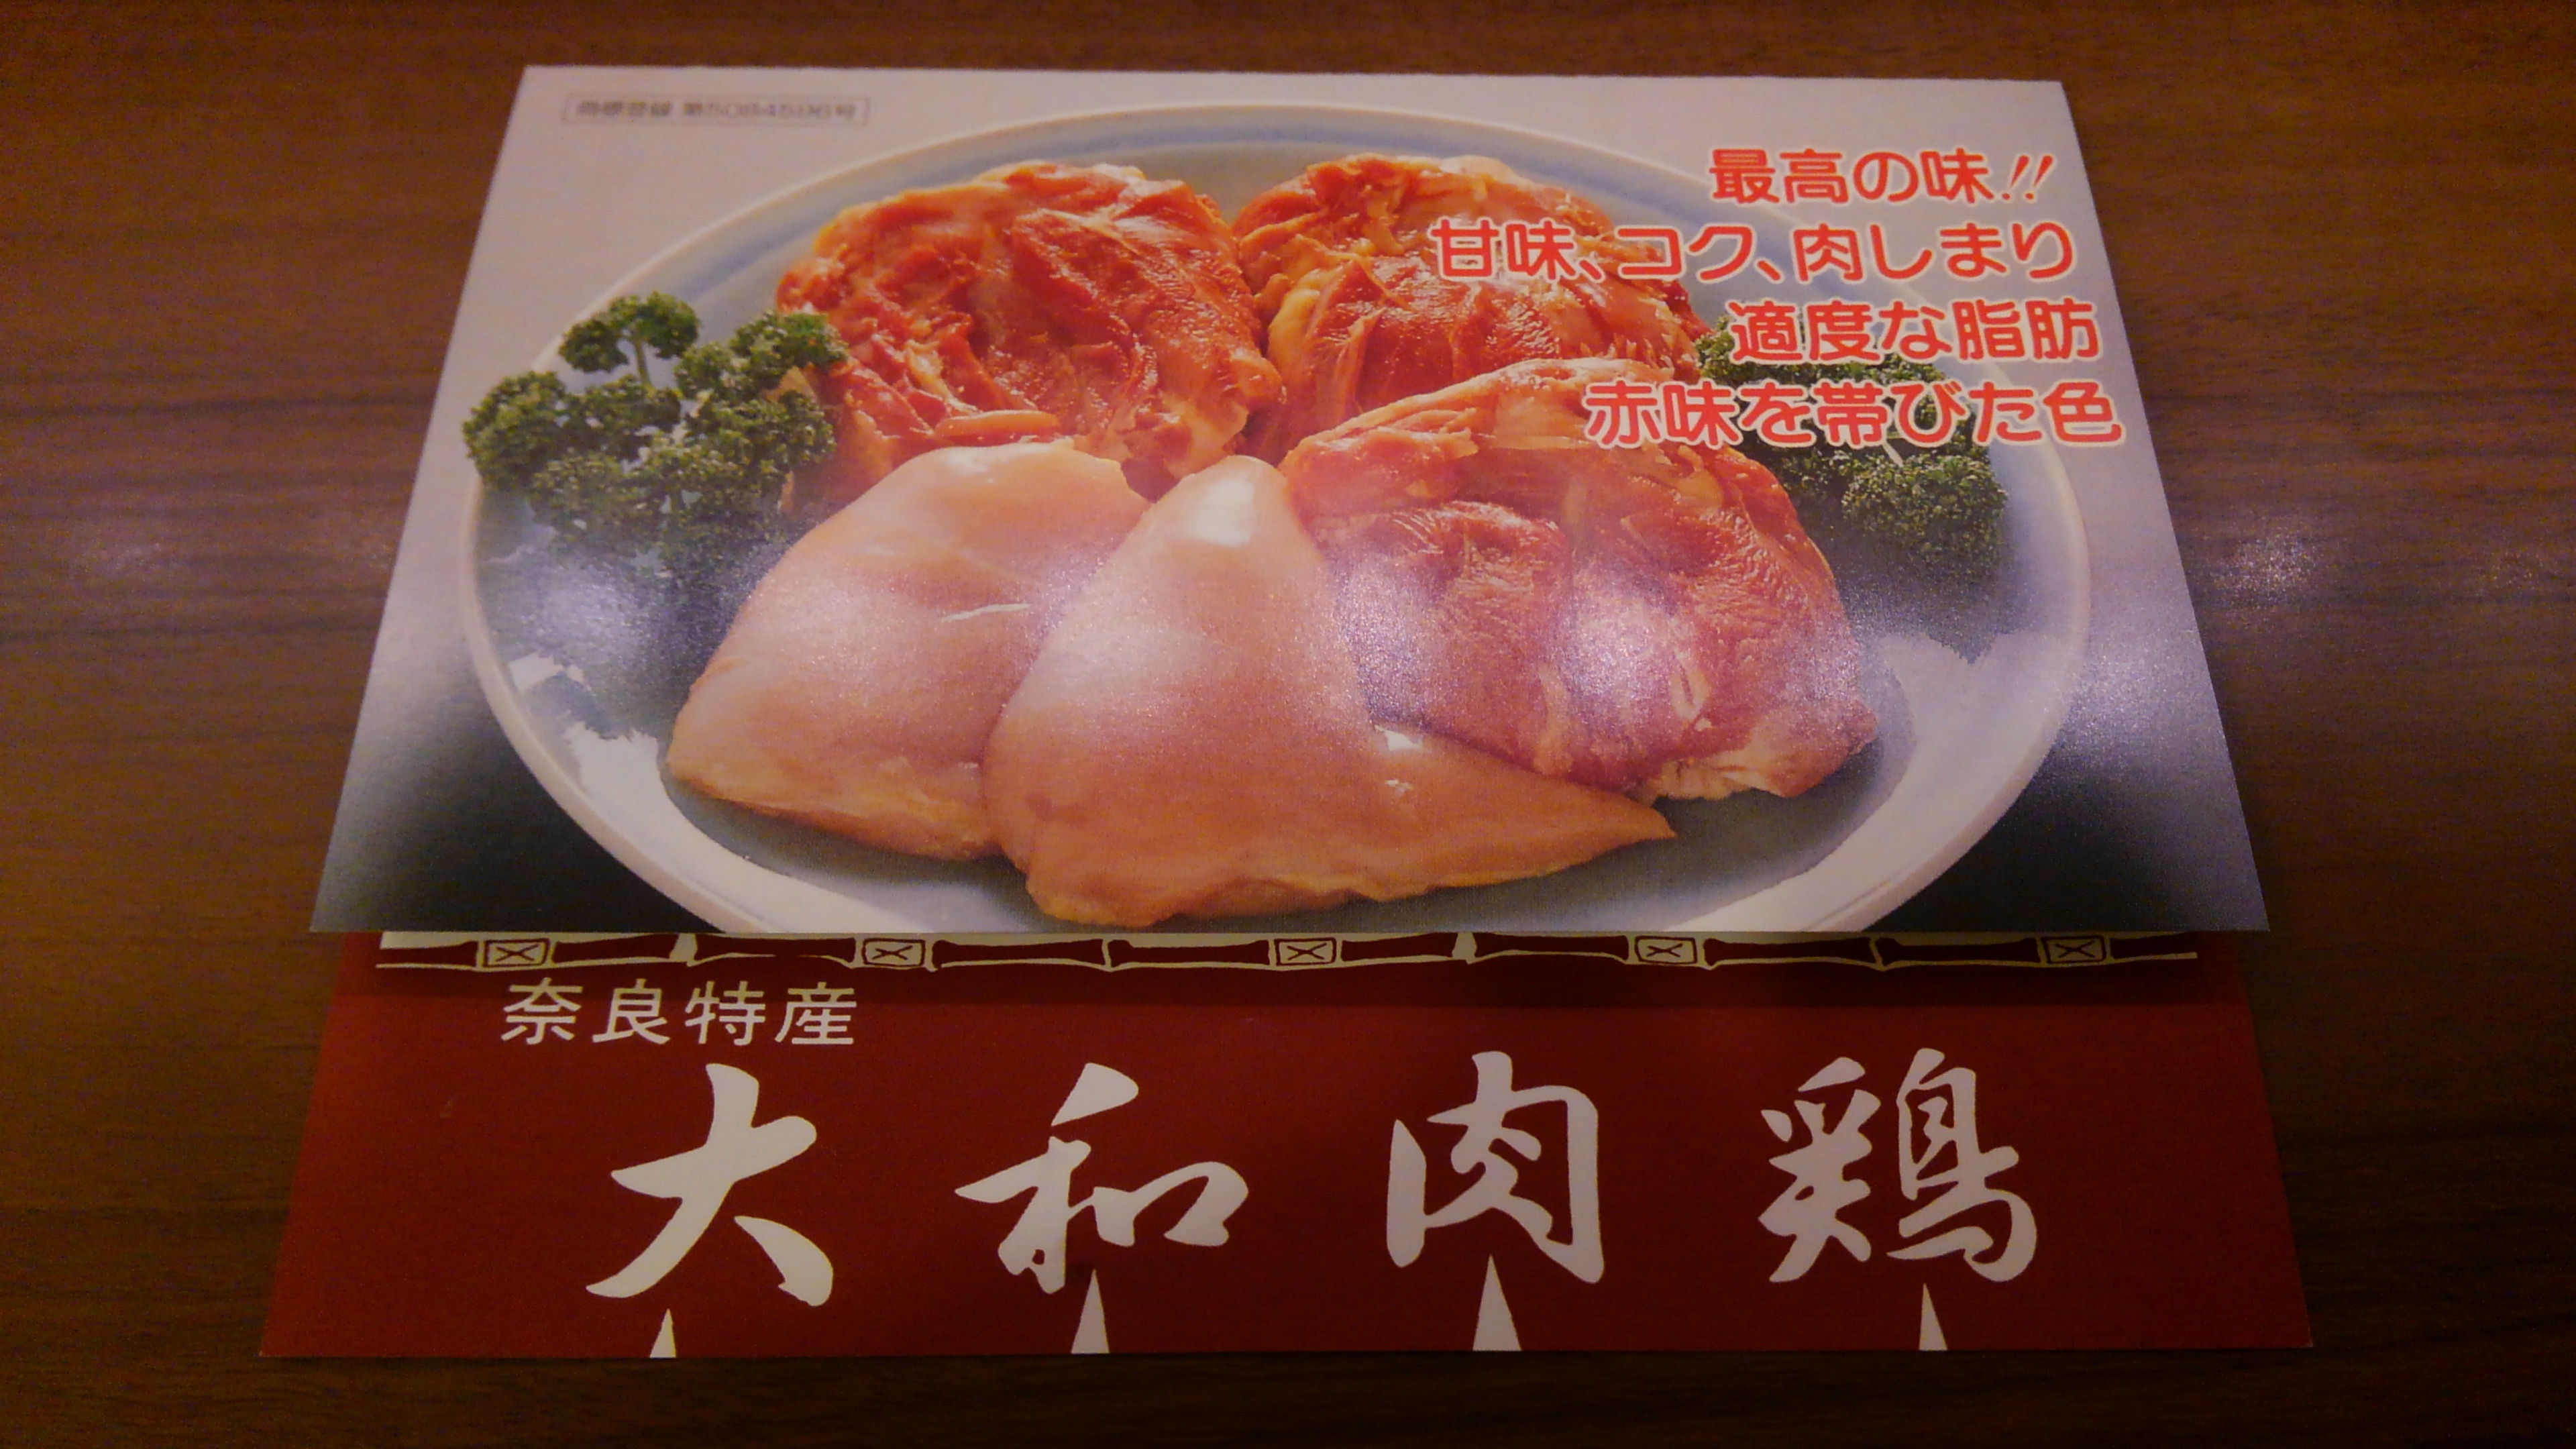 最高の味!!
甘味、コク、肉しまり
適度な脂肪
赤味を帯びた色
奈良特産
大和肉鶏